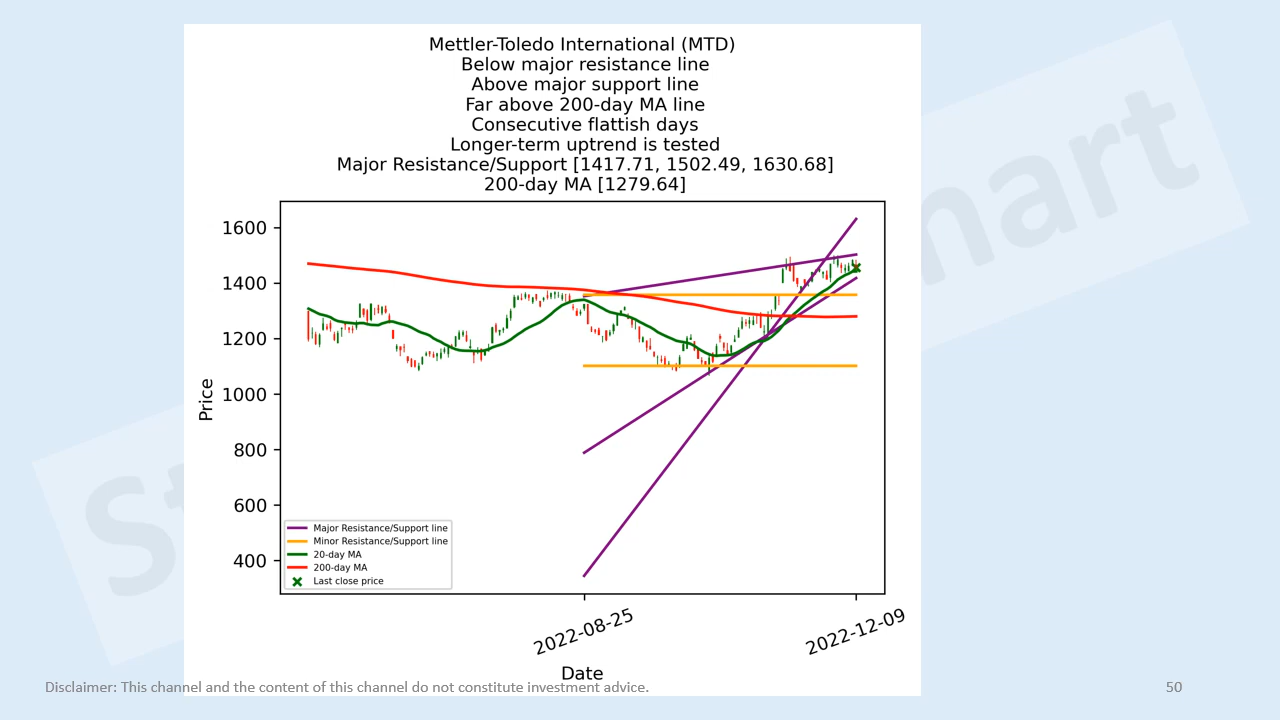 Mettler-Toledo International (MTD)
Below major resistance line
Above major support line
Far above 200-day MA line
Consecutive flattish days
Longer-term uptrend is tested
Major Resistance/Support [1417.71, 1502.49, 1630.68]
200-day MA [1279.64]
1600
1400
1200
1000
800
600
400
Price
Major Resistance/Support line
Minor Resistance/Support line
20-day MA
200-day MA
Last close price
2022-08-25
2022-12-09
Date
Disclaimer: This channel and the content of this channel do not constitute investment advice.
50